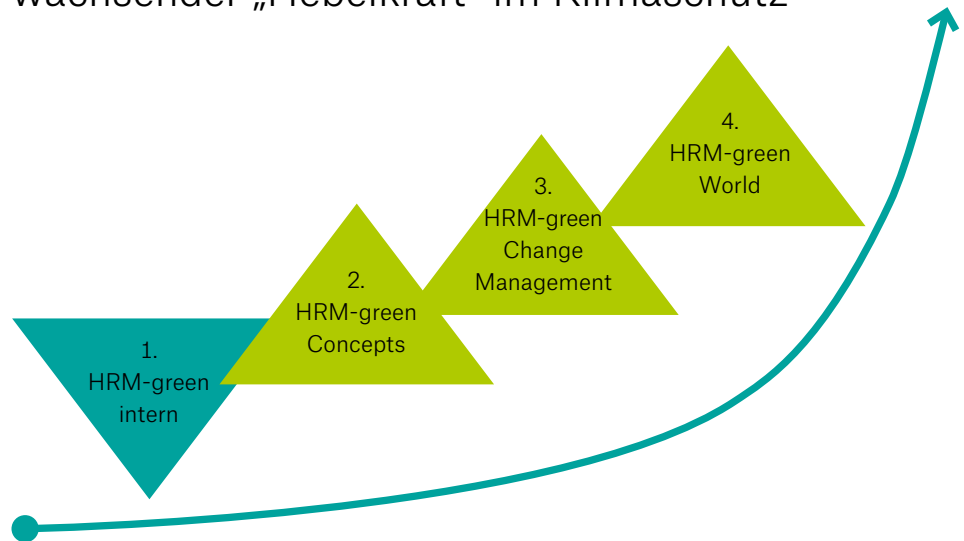 wachsender „Hebelkraft“ im Klimaschutz
1.
HRM-green
intern
2.
HRM-green
Concepts
3.
HRM-green
Change
Management
4.
HRM-green
World